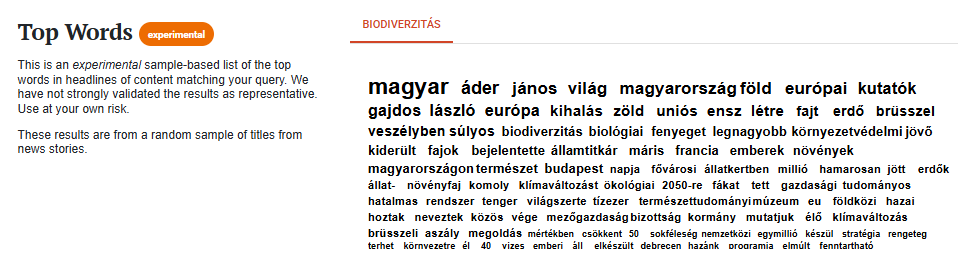 Top Words experimental
This is an experimental sample-based list of the top
words in headlines of content matching your query. We
have not strongly validated the results as representative.
Use at your own risk.
These results are from a random sample of titles from
news stories.
BIODIVERZITÁS
magyar áder jános világ magyarország föld európai kutatók
gajdos lászló európa kihalás zöld uniós ensz létre fajt erdő brüsszel
veszélyben súlyos biodiverzitás biológiai fenyeget legnagyobb környezetvédelmi jövő
kiderült fajok bejelentette államtitkár máris francia emberek növények
magyarországon természet budapest napja fővárosi állatkertben millió hamarosan jött erdők
állat- növényfaj komoly klímaváltozást ökológiai 2050-re fákat tett gazdasági tudományos
hatalmas rendszer tenger világszerte tízezer természettudományi múzeum eu földközi hazai
hoztak neveztek közös vége mezőgazdaság bizottság kormány mutatjuk élő klímaváltozás
brüsszeli aszály megoldás mértékben csökkent 50 sokféleség nemzetközi egymillió készül stratégia rengeteg
terhet környezetre él 40 vizes emberi áll elkészült debrecen hazánk programja elmúlt fenntartható